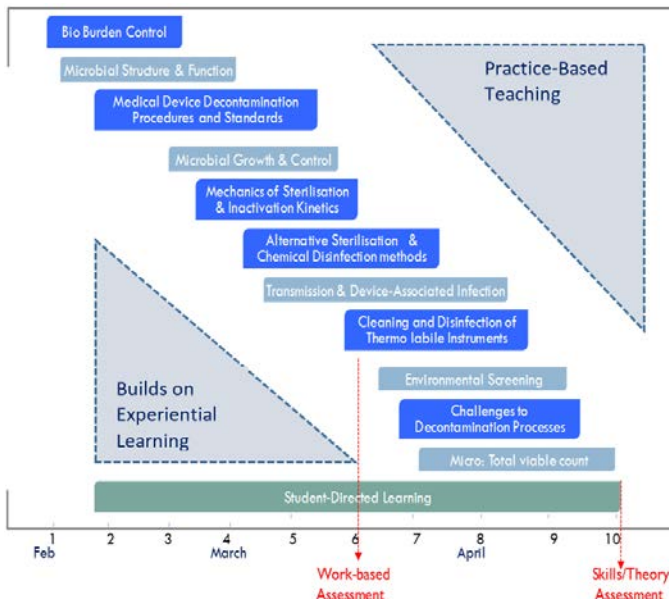 Bio Burden Control
Microbial Structure & Function
Medical Device Decontamination
Procedures and Standards
Practice-Based
Teaching
Microbial Growth & Control
Mechanics of Sterilisation
& Inactivation Kinetics
Alternative Sterilisation &
Chemical Disinfection methods
Transmission & Device-Associated Infection
Cleaning and Disinfection of
Thermo labile Instruments
Builds on
Experiential
Learning
Environmental Screening
Challenges to
Decontamination Processes
Micro: Total viable count
Student-Directed Learning
1 2 3 4 5 6 7 8 9 10
Feb March April
Work-based
Assessment
Skills/Theory
Assessment